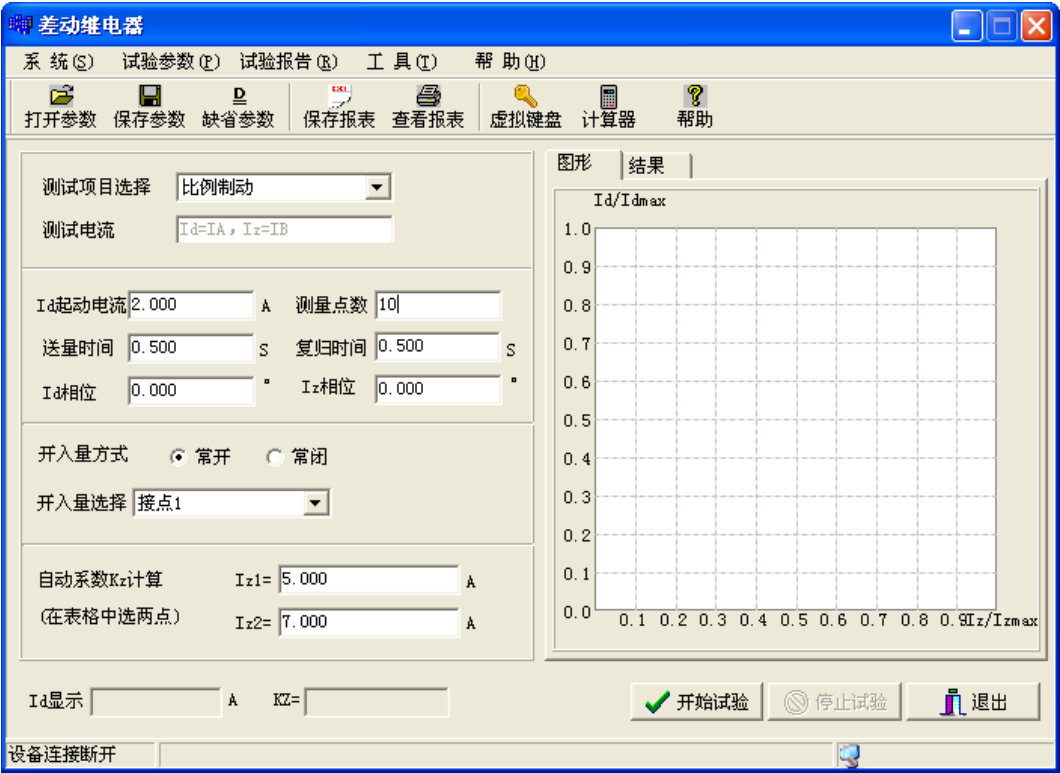 差动继电器
系 统(S) 试验参数(P) 试验报告(R) 工 具(T) 帮 助(H)
打开参数 保存参数 D 缺省参数 保存报表 查看报表 虚拟键盘 计算器 ? 帮助
测试项目选择 比例制动
测试电流 Id=IA，Iz=IB
Id起动电流 2.000 A 测量点数 10
送量时间 0.500 S 复归时间 0.500 S
Id相位 0.000 ° Iz相位 0.000 °
开入量方式 常开 常闭
开入量选择 接点1
自动系数Kz计算 Iz1= 5.000 A
(在表格中选两点) Iz2= 7.000 A
Id显示 A KZ=
图形 结果
Id/Idmax
1.0
0.9
0.8
0.7
0.6
0.5
0.4
0.3
0.2
0.1
0.0
0.1 0.2 0.3 0.4 0.5 0.6 0.7 0.8 0.9Iz/Izmax
开始试验 停止试验 退出
设备连接断开